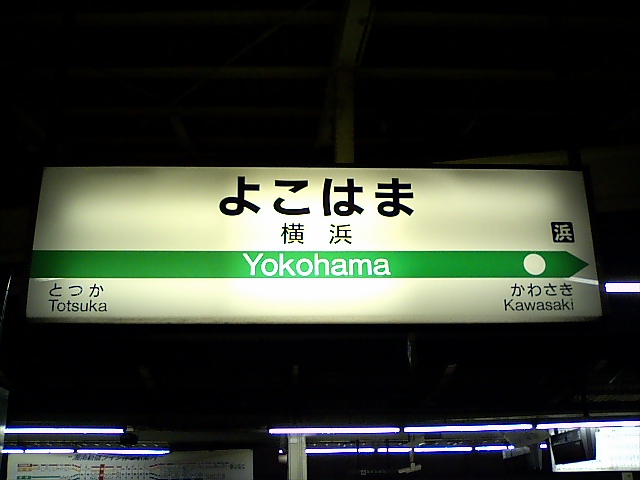 よこはま
横浜
浜
Yokohama
とつか
かわさき
Totsuka
Kawasaki